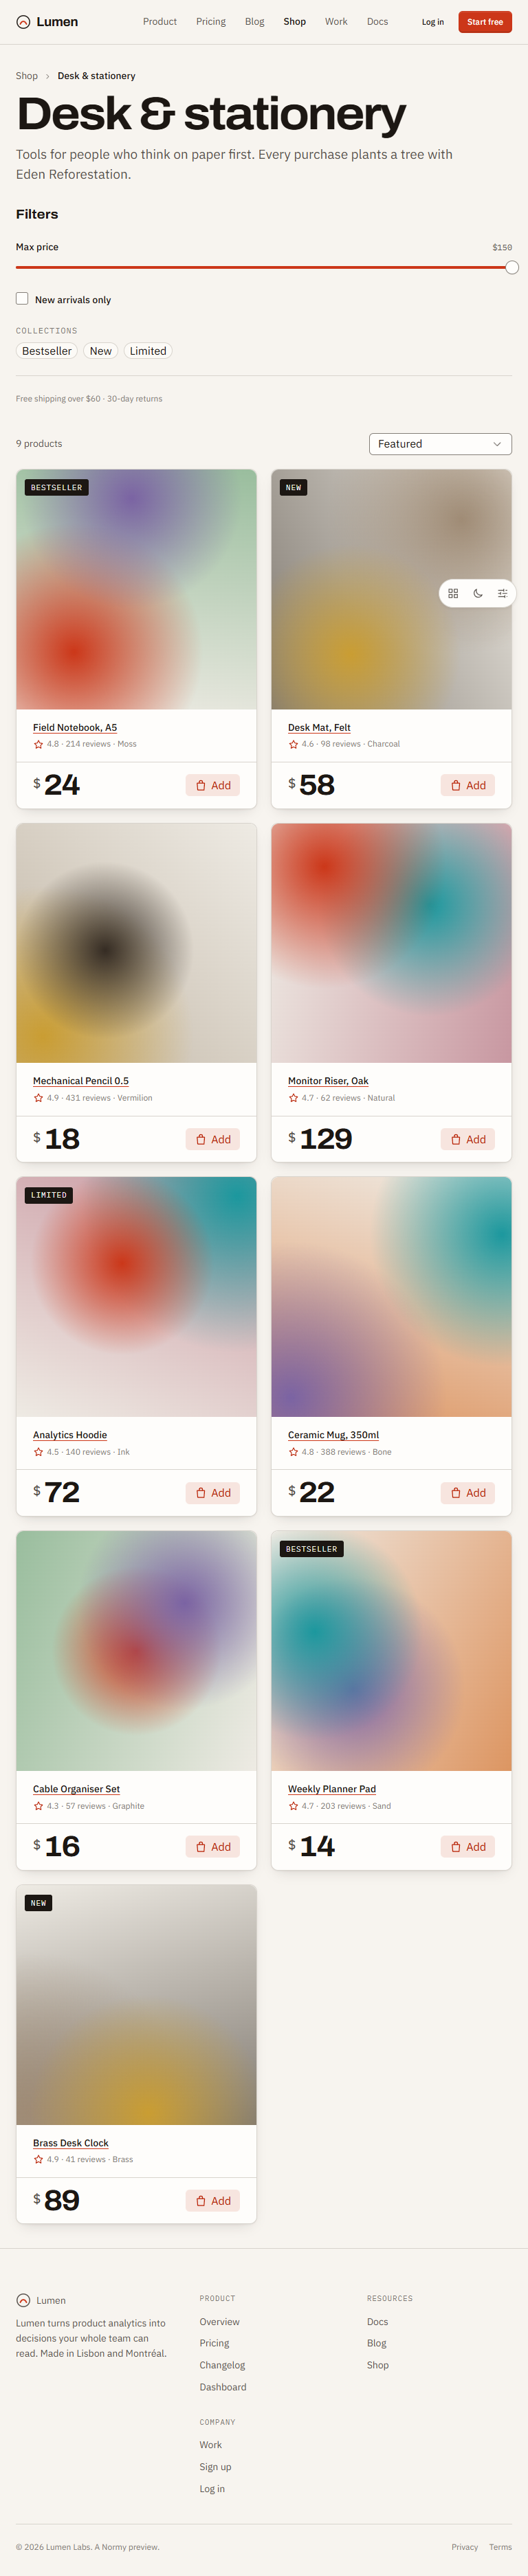 Lumen
Product Pricing Blog Shop Work Docs Log in Start free
Shop › Desk & stationery
Desk & stationery
Tools for people who think on paper first. Every purchase plants a tree with
Eden Reforestation.
Filters
Max price $150
New arrivals only
COLLECTIONS
Bestseller New Limited
Free shipping over $60 · 30-day returns
9 products Featured
BESTSELLER
Field Notebook, A5
4.8 · 214 reviews · Moss
$24 Add
NEW
Desk Mat, Felt
4.6 · 98 reviews · Charcoal
$58 Add
Mechanical Pencil 0.5
4.9 · 431 reviews · Vermilion
$18 Add
Monitor Riser, Oak
4.7 · 62 reviews · Natural
$129 Add
LIMITED
Analytics Hoodie
4.5 · 140 reviews · Ink
$72 Add
Ceramic Mug, 350ml
4.8 · 388 reviews · Bone
$22 Add
Cable Organiser Set
4.3 · 57 reviews · Graphite
$16 Add
BESTSELLER
Weekly Planner Pad
4.7 · 203 reviews · Sand
$14 Add
NEW
Brass Desk Clock
4.9 · 41 reviews · Brass
$89 Add
Lumen
Lumen turns product analytics into
decisions your whole team can
read. Made in Lisbon and Montréal.
PRODUCT
Overview
Pricing
Changelog
Dashboard
RESOURCES
Docs
Blog
Shop
COMPANY
Work
Sign up
Log in
© 2026 Lumen Labs. A Normy preview.
Privacy Terms